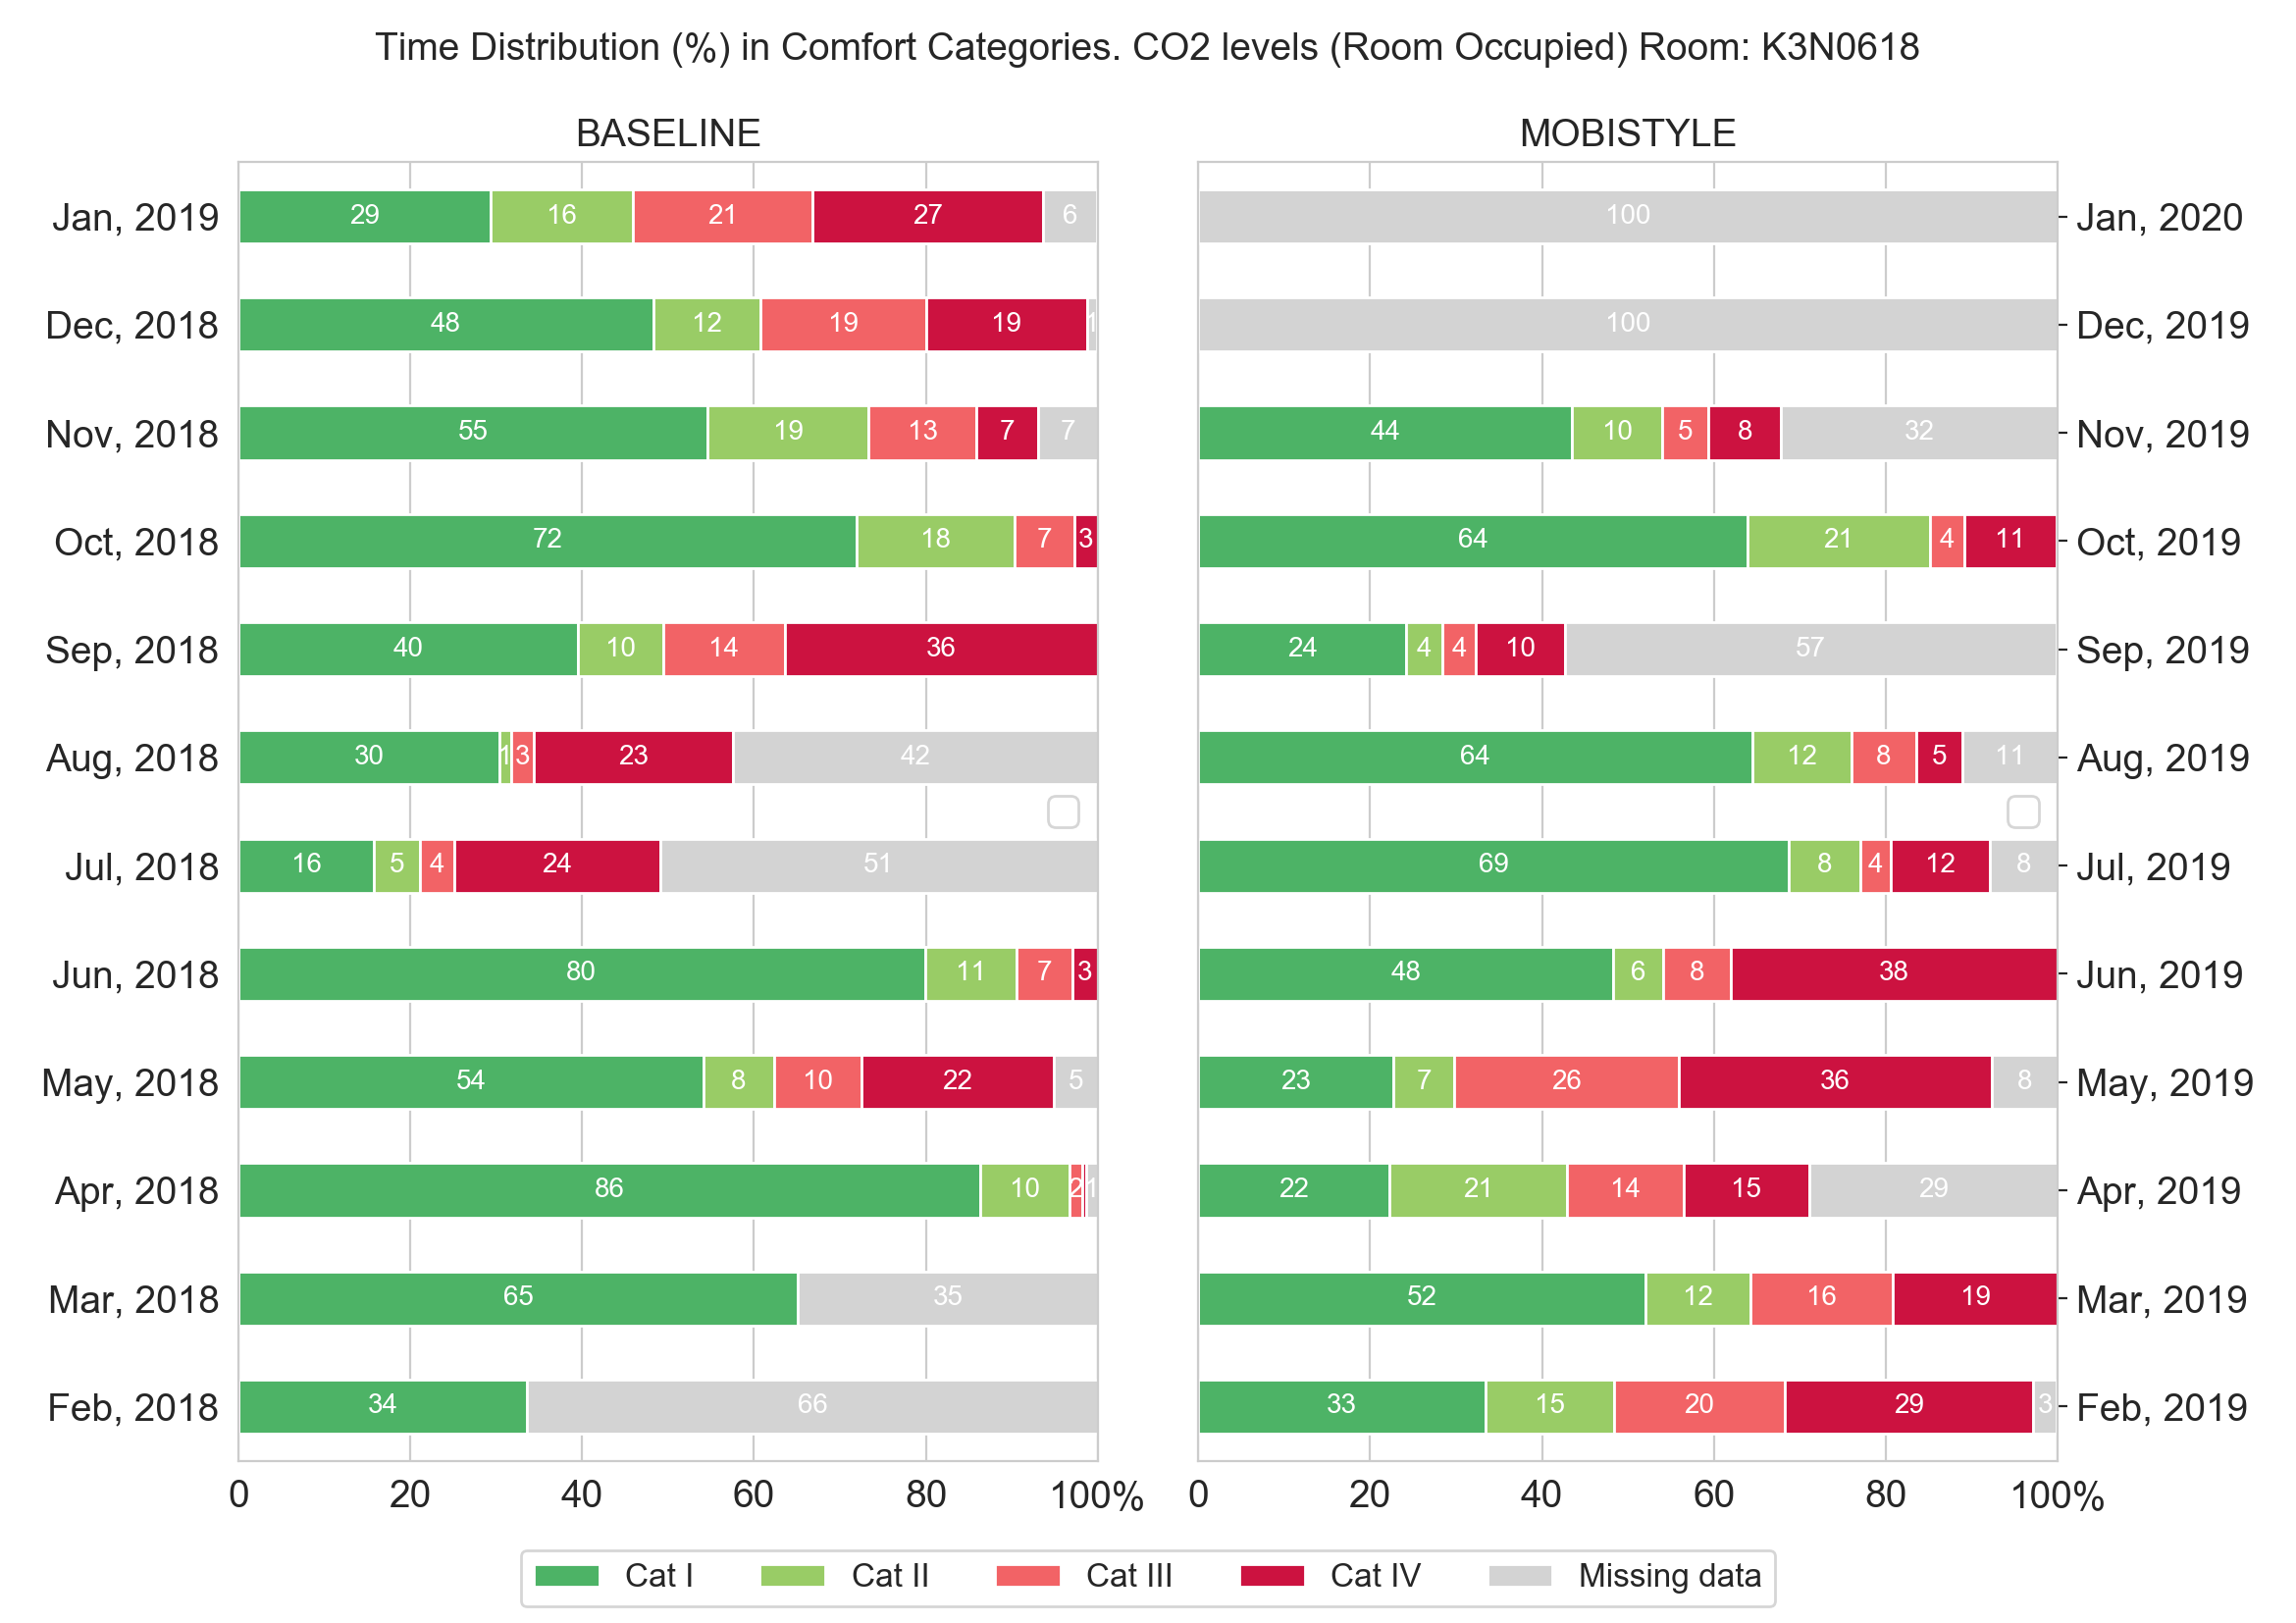 Time Distribution (%) in Comfort Categories. CO2 levels (Room Occupied) Room: K3N0618
BASELINE
Jan, 2019 29 16 21 27 6
Dec, 2018 48 12 19 19 1
Nov, 2018 55 19 13 7 7
Oct, 2018 72 18 7 3
Sep, 2018 40 10 14 36
Aug, 2018 30 1 3 23 42
Jul, 2018 16 5 4 24 51
Jun, 2018 80 11 7 3
May, 2018 54 8 10 22 5
Apr, 2018 86 10 2 1
Mar, 2018 65 35
Feb, 2018 34 66
0 20 40 60 80 100%
MOBISTYLE
100 Jan, 2020
100 Dec, 2019
44 10 5 8 32 Nov, 2019
64 21 4 11 Oct, 2019
24 4 4 10 57 Sep, 2019
64 12 8 5 11 Aug, 2019
69 8 4 12 8 Jul, 2019
48 6 8 38 Jun, 2019
23 7 26 36 8 May, 2019
22 21 14 15 29 Apr, 2019
52 12 16 19 Mar, 2019
33 15 20 29 3 Feb, 2019
0 20 40 60 80 100%
Cat I Cat II Cat III Cat IV Missing data